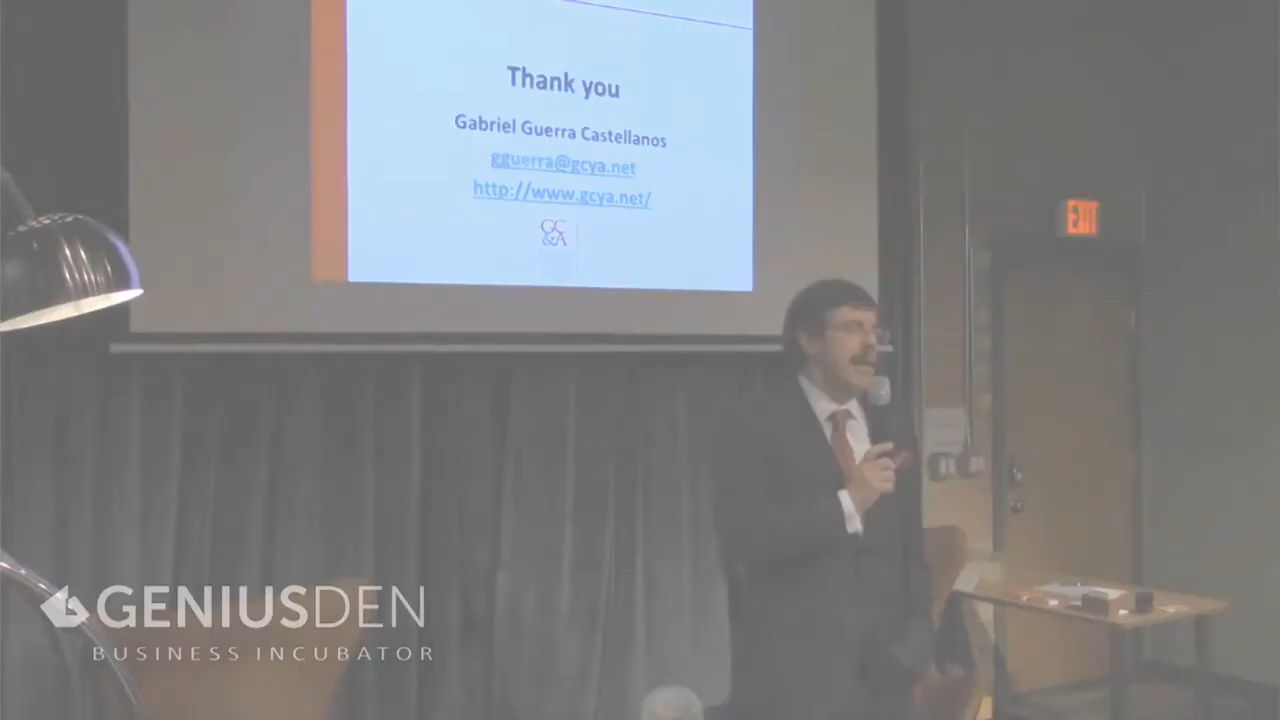 Thank you
Gabriel Guerra Castellanos
gguerra@gcya.net
http://www.gcya.net/
GC
&A
EXIT
GENIUSDEN
BUSINESS INCUBATOR